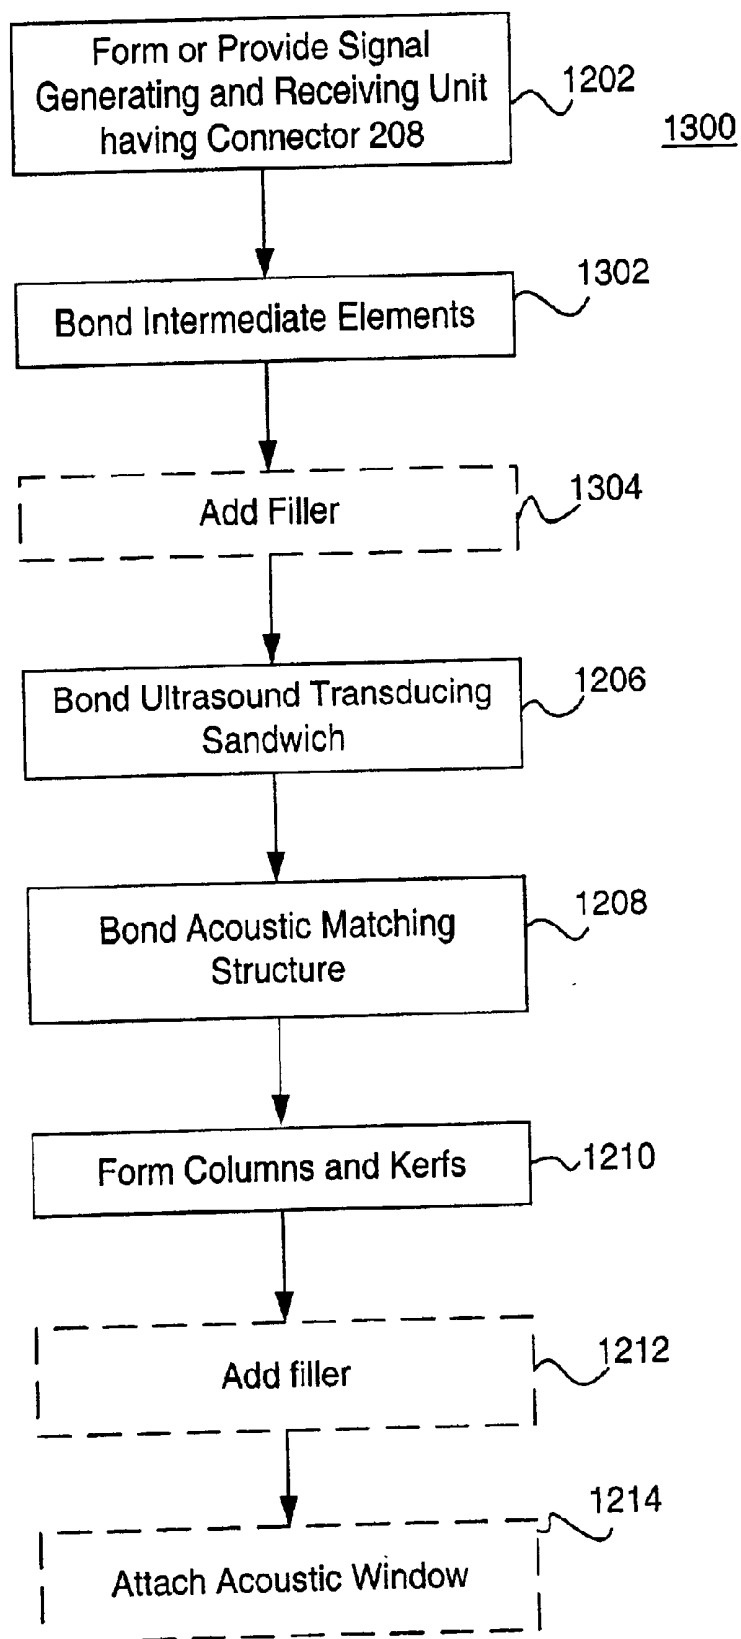 Form or Provide Signal
Generating and Receiving Unit
having Connector 208
1202
1300
Bond Intermediate Elements
1302
Add Filler
1304
Bond Ultrasound Transducing
Sandwich
1206
Bond Acoustic Matching
Structure
1208
Form Columns and Kerfs
1210
Add filler
1212
Attach Acoustic Window
1214